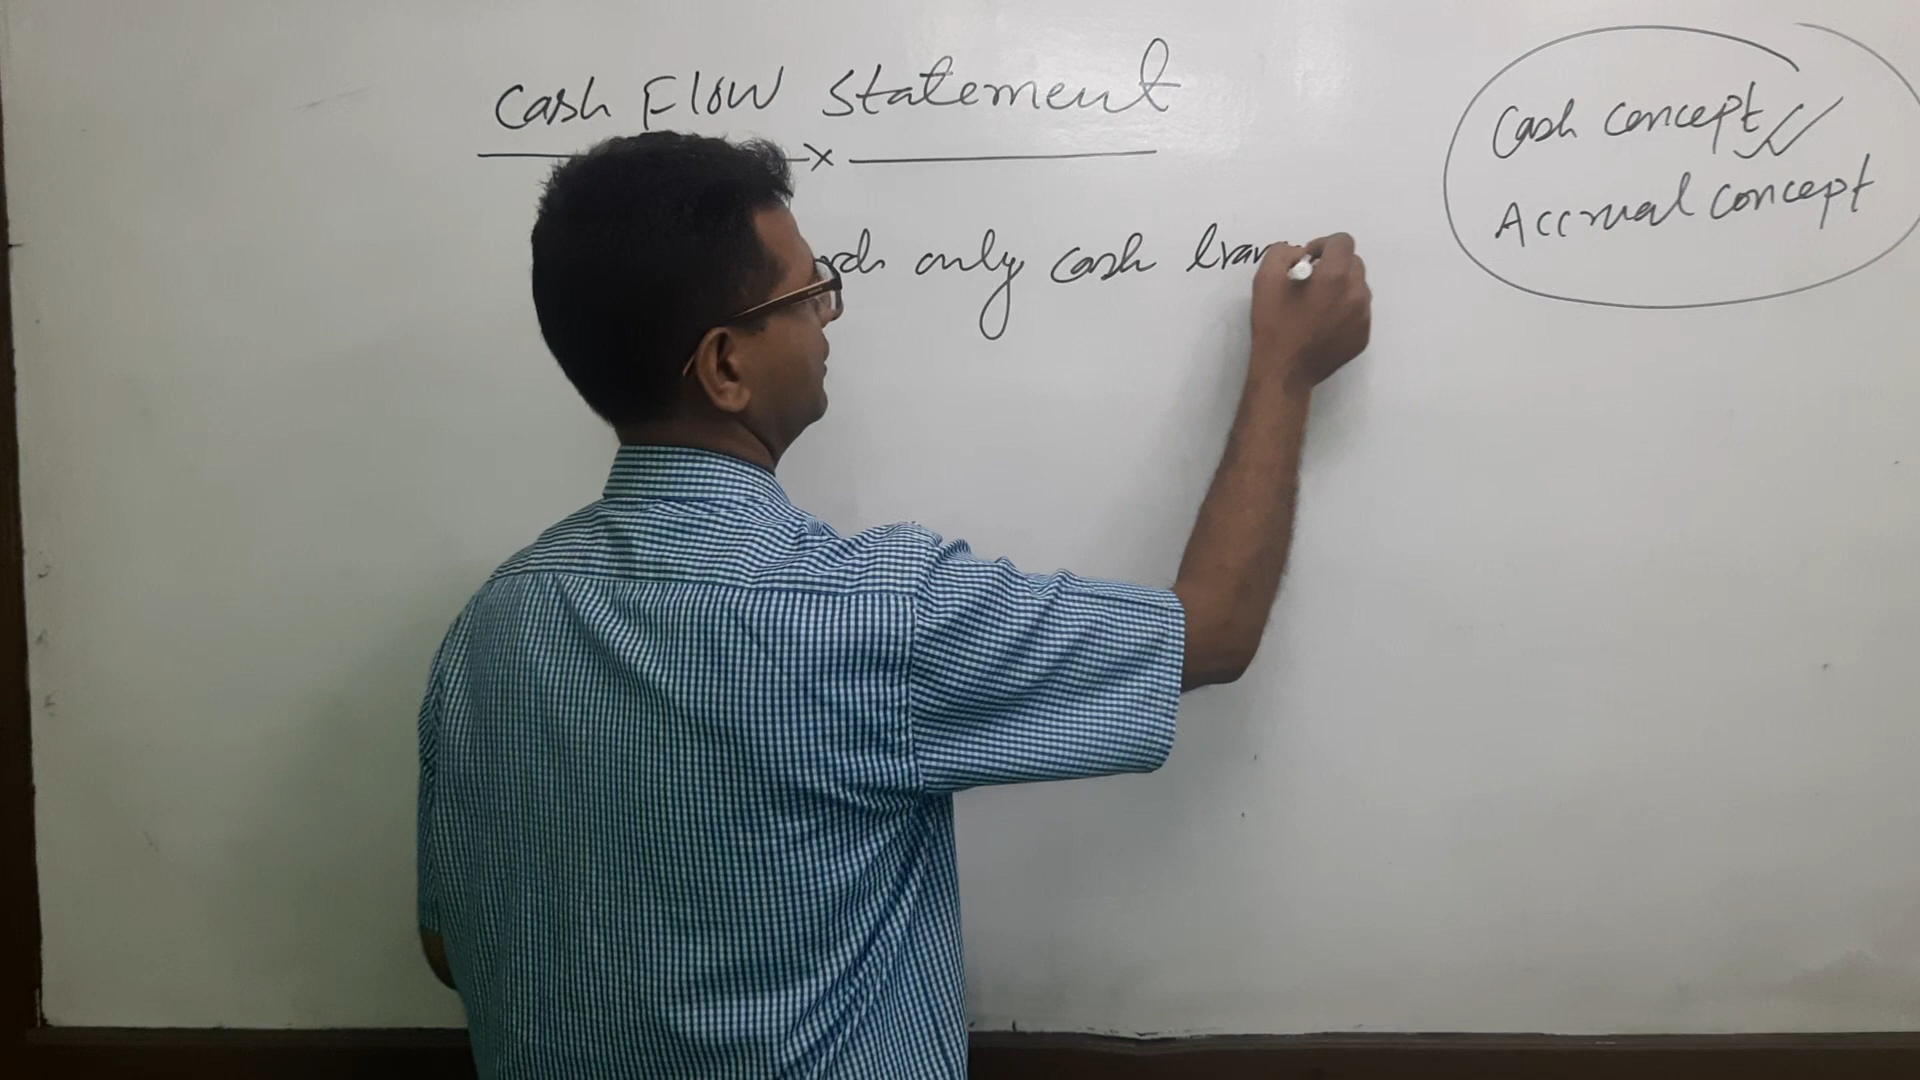 Cash Flow Statement
x
only cash
Cash concept ✓
Accrual concept